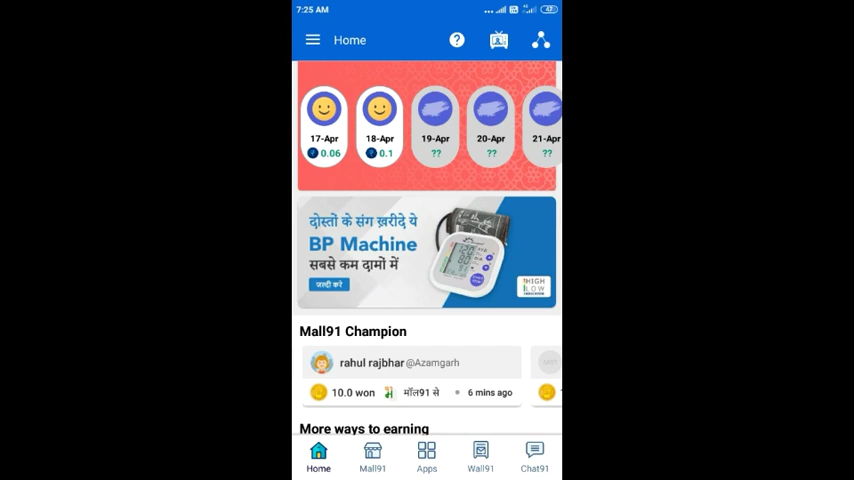 7:25 AM
47
Home
17-Apr
18-Apr
19-Apr
20-Apr
21-Apr
0.06
0.1
??
??
??
दोस्तों के संग ख़रीदे ये
BP Machine
सबसे कम दामों में
जल्दी करे
HIGH
LOW
Mall91 Champion
rahul rajbhar @Azamgarh
10.0 won
मॉल91 से
6 mins ago
More ways to earning
Home
Mall91
Apps
Wall91
Chat91